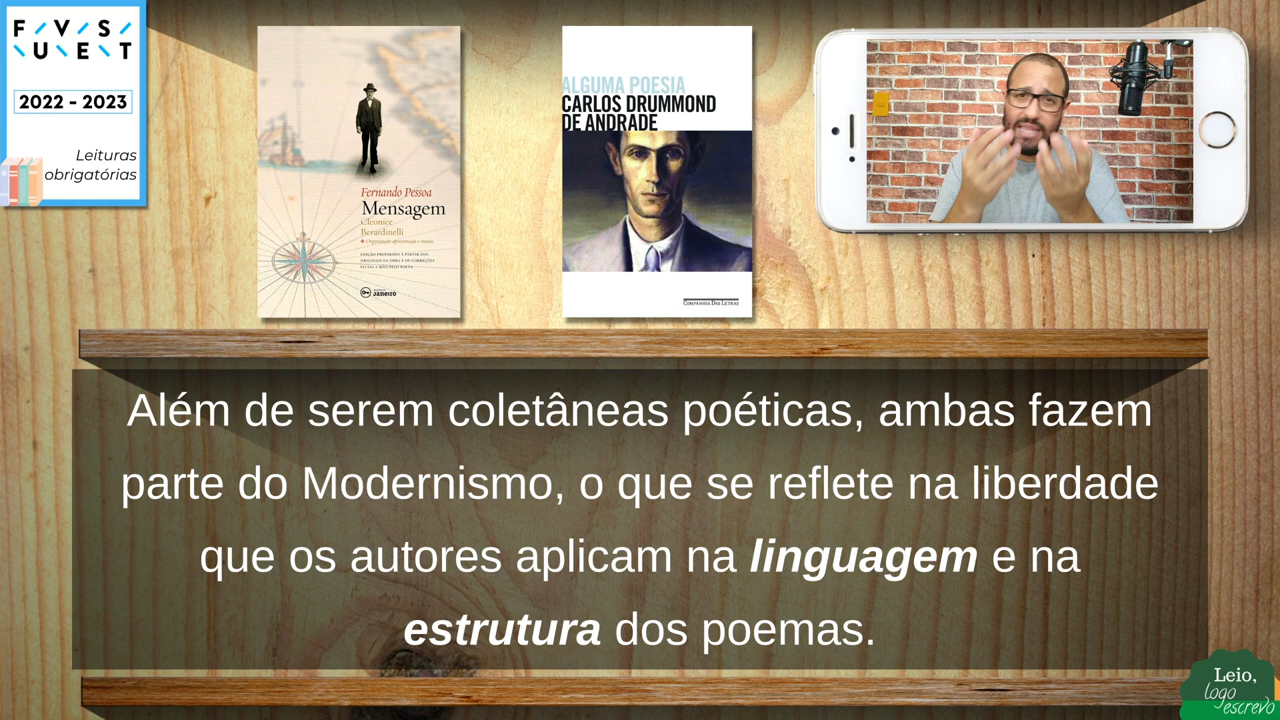 FUVEST
2022 - 2023
Leituras
obrigatórias
Fernando Pessoa
Mensagem
Cleonice
Berardinelli
ALGUMA POESIA
CARLOS DRUMMOND
DE ANDRADE
COMPANHIA DAS LETRAS
Além de serem coletâneas poéticas, ambas fazem
parte do Modernismo, o que se reflete na liberdade
que os autores aplicam na linguagem e na
estrutura dos poemas.
Leio,
logo
escrevo